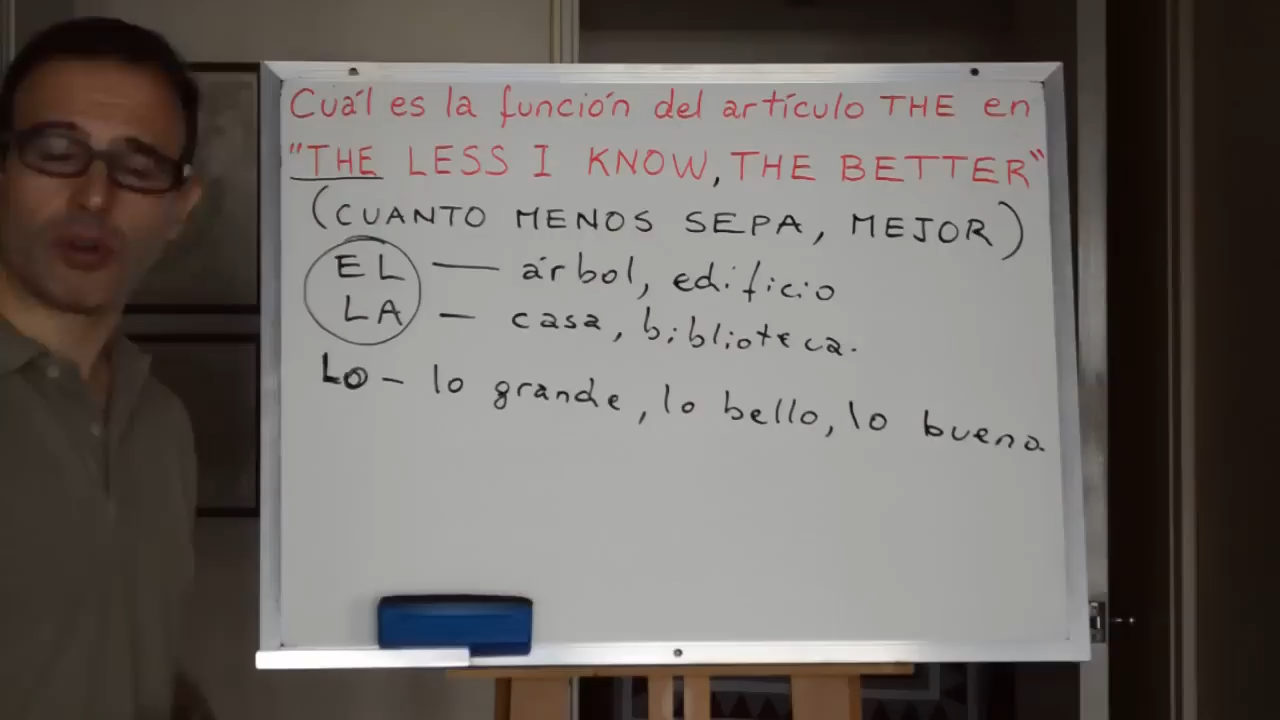 Cuál es la función del artículo THE en
"THE LESS I KNOW, THE BETTER"
(CUANTO MENOS SEPA, MEJOR)
EL — árbol, edificio
LA — casa, biblioteca.
LO – lo grande, lo bello, lo bueno